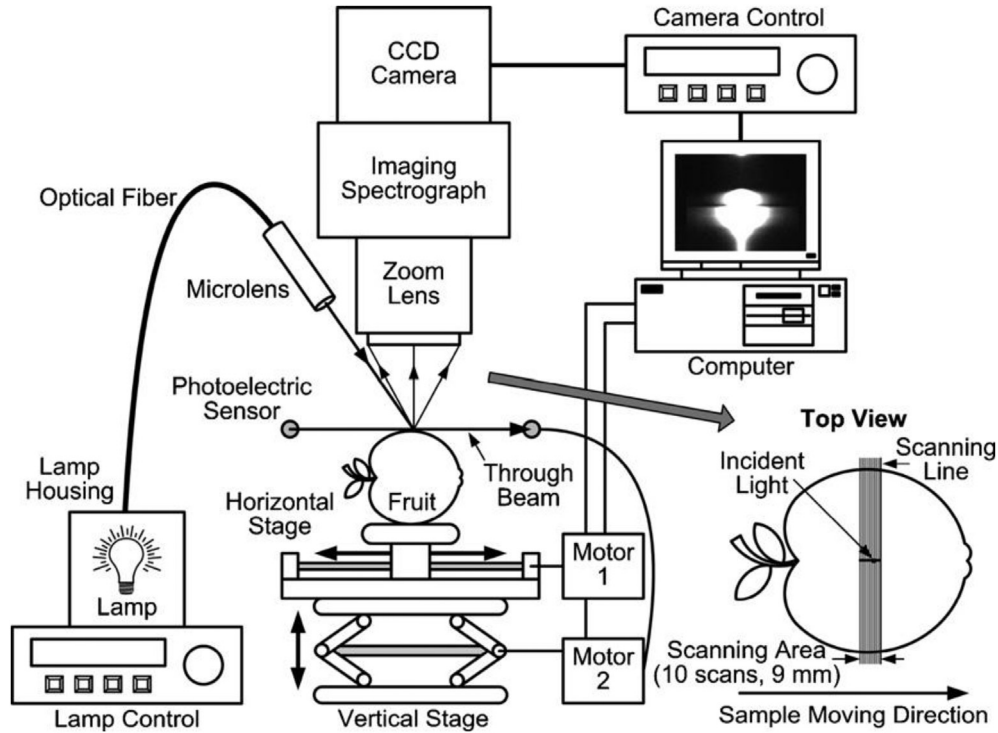 Camera Control
CCD
Camera
Imaging
Spectrograph
Optical Fiber
Zoom
Lens
Microlens
Computer
Photoelectric
Sensor
Top View
Scanning
Line
Incident
Light
Through
Beam
Lamp
Housing
Horizontal
Stage
Fruit
Motor
1
Lamp
Motor
2
Scanning Area
(10 scans, 9 mm)
Lamp Control
Vertical Stage
Sample Moving Direction